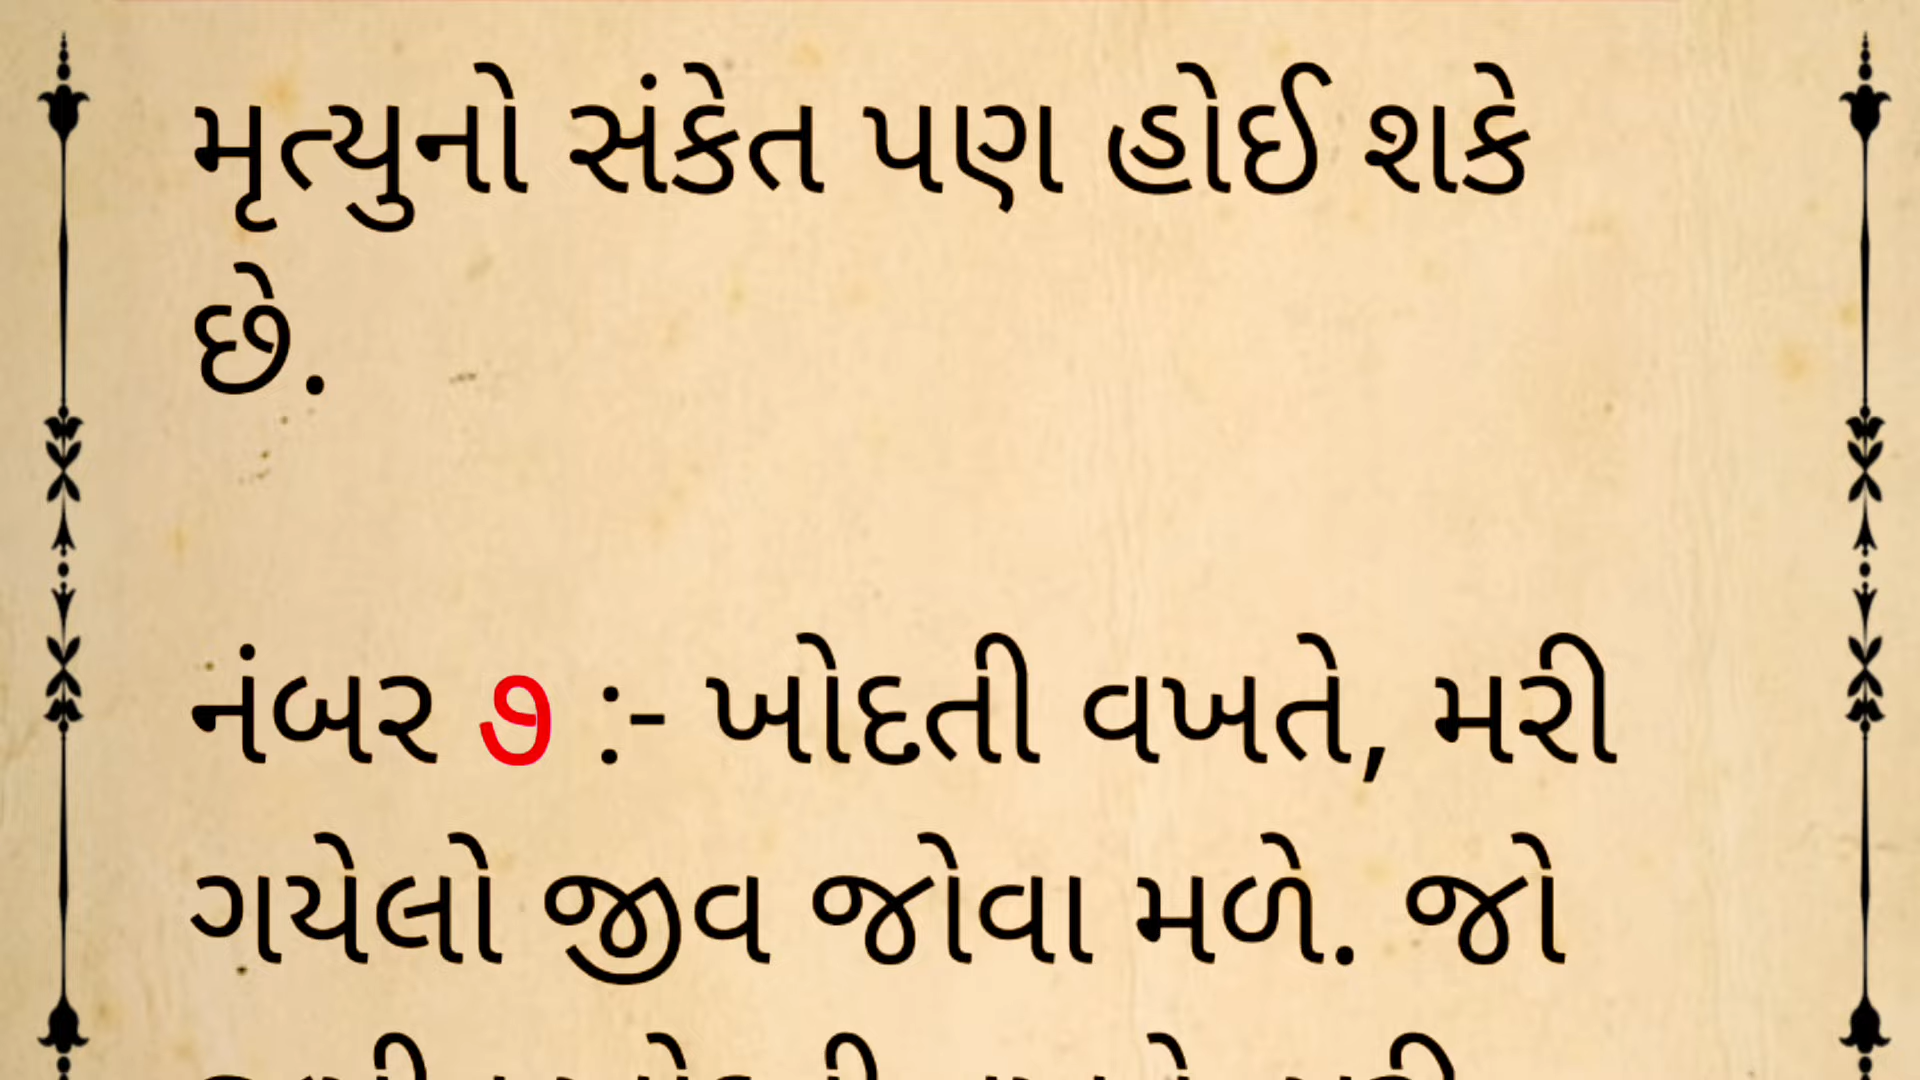 મૃત્યુનો સંકેત પણ હોઈ શકે
છે.
નંબર ૭ :- ખોદતી વખતે, મરી
ગયેલો જીવ જોવા મળે. જો